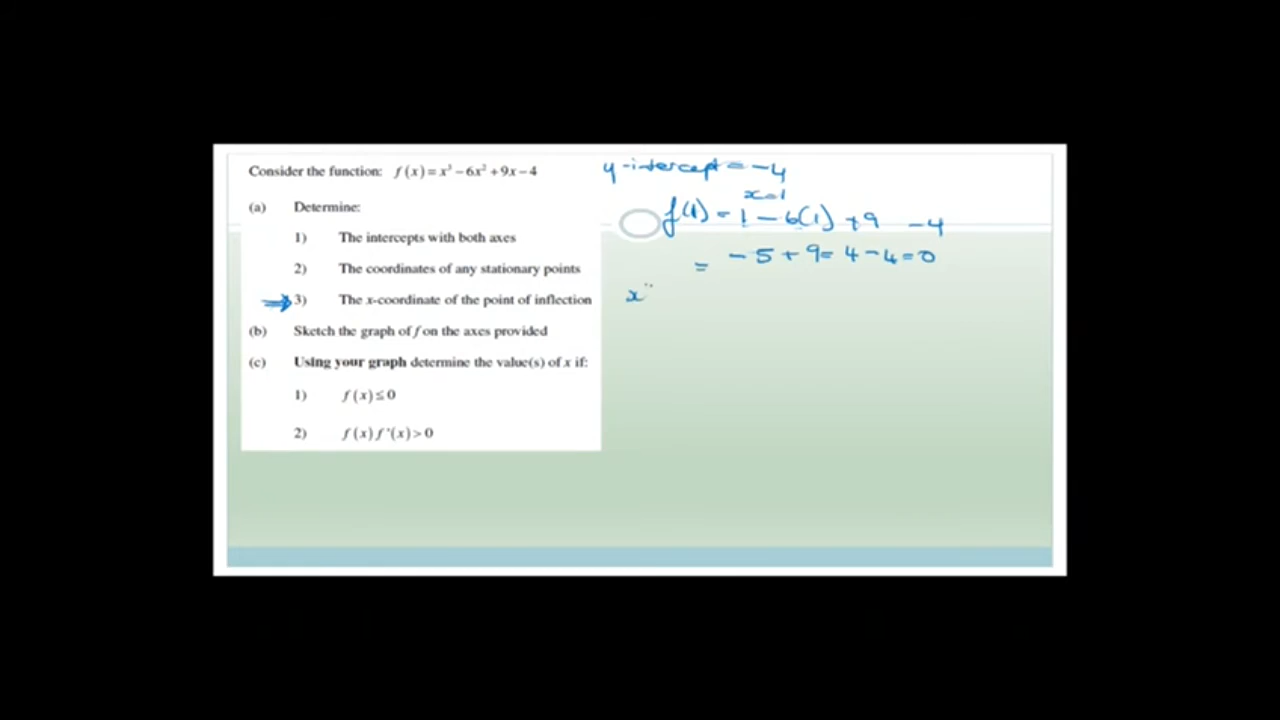 Consider the function: f(x) = x³ − 6x² + 9x − 4
(a) Determine:
1) The intercepts with both axes
2) The coordinates of any stationary points
3) The x-coordinate of the point of inflection
(b) Sketch the graph of f on the axes provided
(c) Using your graph determine the value(s) of x if:
1) f(x) ≤ 0
2) f(x) f'(x) > 0
y-intercept = -4
x=1
f(1) = 1 - 6(1) + 9 - 4
= -5 + 9 = 4 - 4 = 0
x